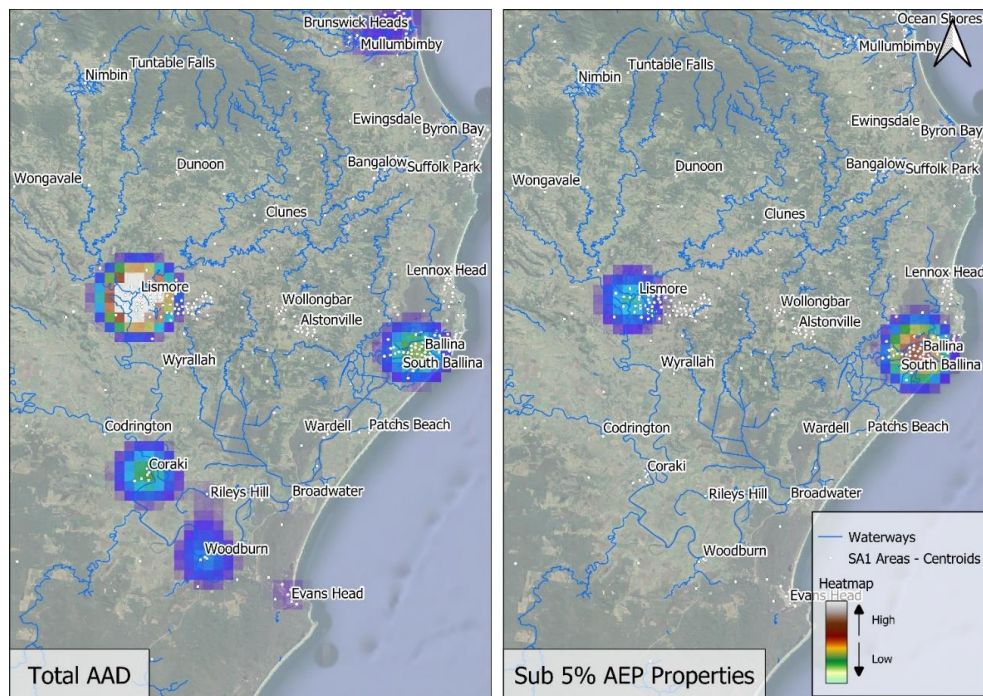 Brunswick Heads
Mullumbimby
Tuntable Falls
Nimbin
Ewingsdale
Byron Bay
Dunoon
Bangalow
Suffolk Park
Wongavale
Clunes
Lennox Head
Lismore
Wollongbar
Alstonville
Ballina
South Ballina
Wyrallah
Codrington
Wardell
Patchs Beach
Coraki
Rileys Hill
Broadwater
Woodburn
Evans Head
Total AAD
Ocean Shores
Mullumbimby
Tuntable Falls
Nimbin
Ewingsdale
Byron Bay
Dunoon
Bangalow
Suffolk Park
Wongavale
Clunes
Lennox Head
Lismore
Wollongbar
Alstonville
Ballina
South Ballina
Wyrallah
Codrington
Wardell
Patchs Beach
Coraki
Rileys Hill
Broadwater
Woodburn
Evans Head
Waterways
SA1 Areas - Centroids
Heatmap
High
Low
Sub 5% AEP Properties